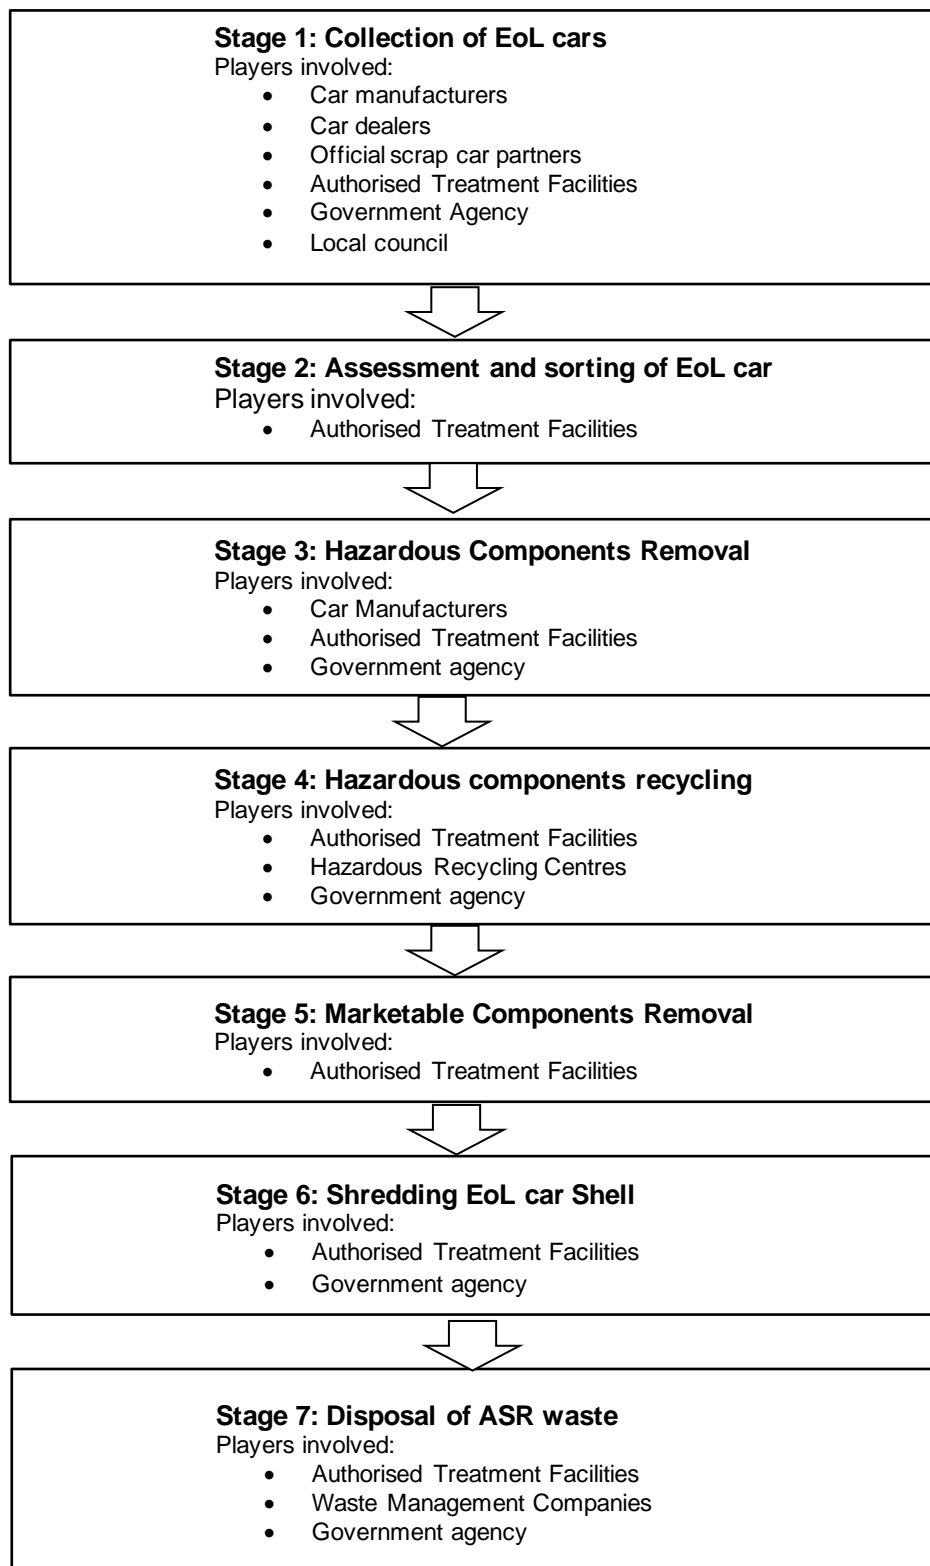 Stage 1: Collection of EoL cars
Players involved:
• Car manufacturers
• Car dealers
• Official scrap car partners
• Authorised Treatment Facilities
• Government Agency
• Local council
Stage 2: Assessment and sorting of EoL car
Players involved:
• Authorised Treatment Facilities
Stage 3: Hazardous Components Removal
Players involved:
• Car Manufacturers
• Authorised Treatment Facilities
• Government agency
Stage 4: Hazardous components recycling
Players involved:
• Authorised Treatment Facilities
• Hazardous Recycling Centres
• Government agency
Stage 5: Marketable Components Removal
Players involved:
• Authorised Treatment Facilities
Stage 6: Shredding EoL car Shell
Players involved:
• Authorised Treatment Facilities
• Government agency
Stage 7: Disposal of ASR waste
Players involved:
• Authorised Treatment Facilities
• Waste Management Companies
• Government agency